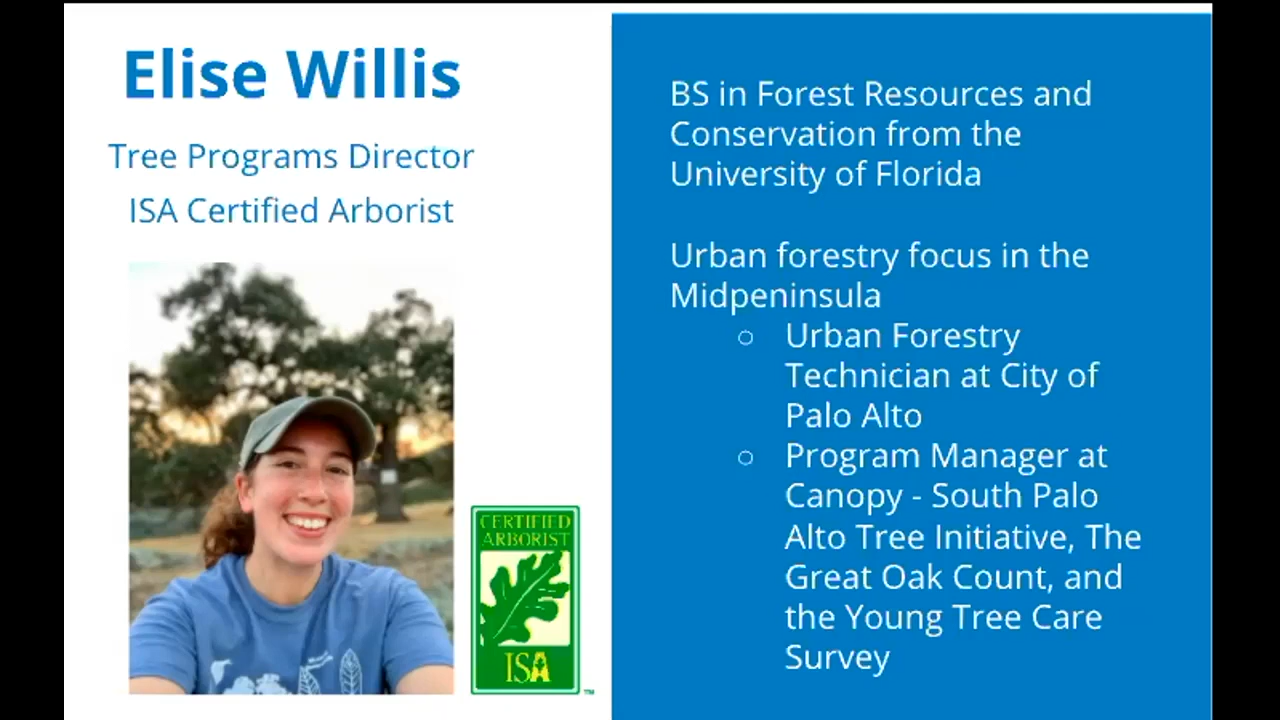 Elise Willis
Tree Programs Director
ISA Certified Arborist
CERTIFIED
ARBORIST
ISA
™
BS in Forest Resources and
Conservation from the
University of Florida
Urban forestry focus in the
Midpeninsula
○ Urban Forestry
Technician at City of
Palo Alto
○ Program Manager at
Canopy - South Palo
Alto Tree Initiative, The
Great Oak Count, and
the Young Tree Care
Survey